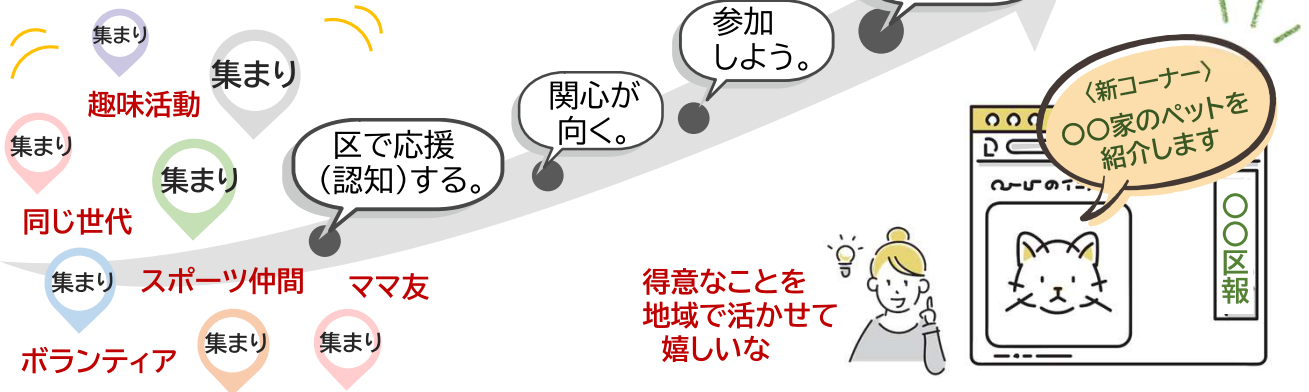 集まり
集まり
趣味活動
集まり
集まり
同じ世代
集まり
スポーツ仲間
ママ友
ボランティア
集まり
集まり
区で応援
（認知）する。
関心が
向く。
参加
しよう。
得意なことを
地域で活かせて
嬉しいな
〈新コーナー〉
〇〇家のペットを
紹介します
〇〇区報